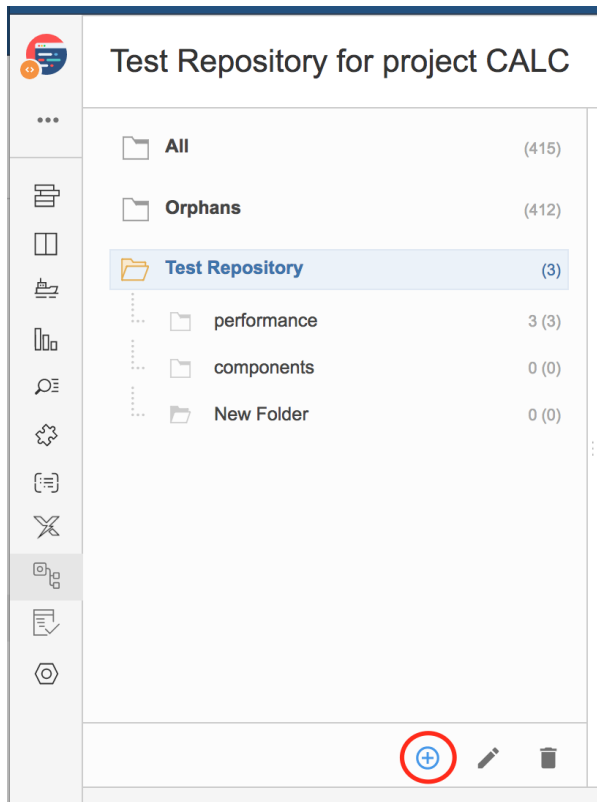 Test Repository for project CALC
All (415)
Orphans (412)
Test Repository (3)
performance 3 (3)
components 0 (0)
New Folder 0 (0)